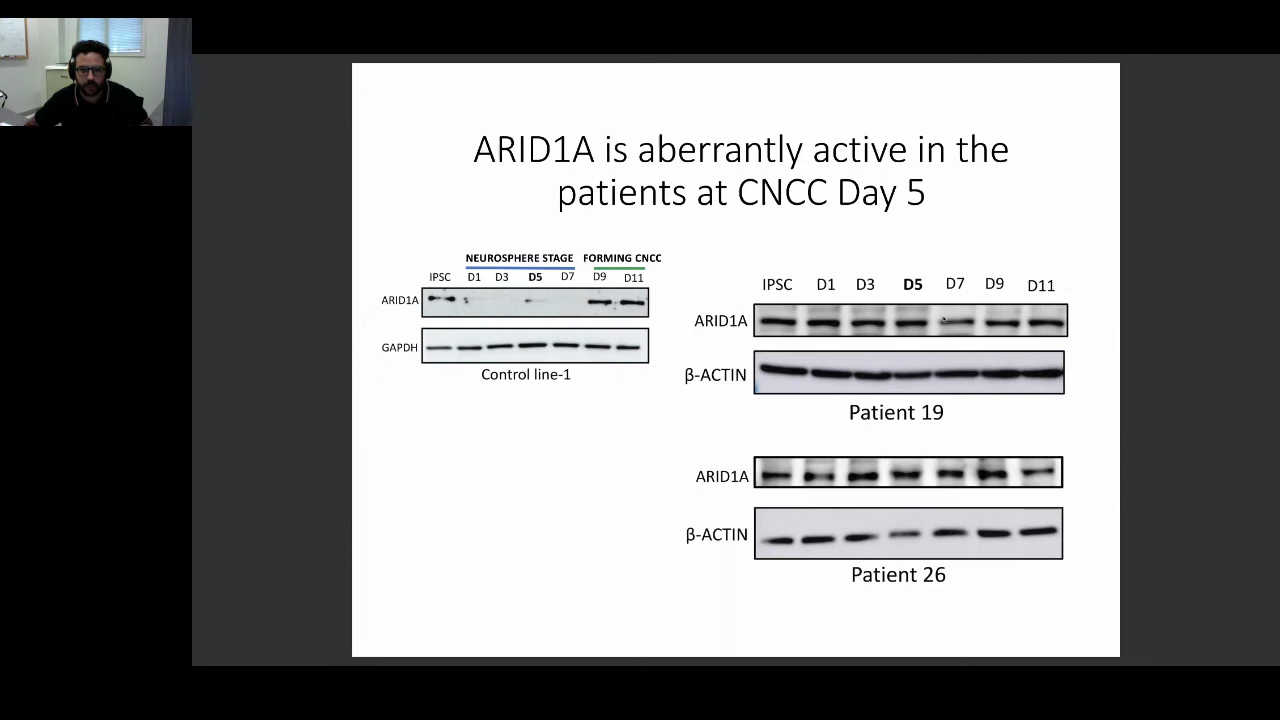 ARID1A is aberrantly active in the
patients at CNCC Day 5
NEUROSPHERE STAGE FORMING CNCC
IPSC D1 D3 D5 D7 D9 D11
ARID1A
GAPDH
Control line-1
IPSC D1 D3 D5 D7 D9 D11
ARID1A
β-ACTIN
Patient 19
ARID1A
β-ACTIN
Patient 26